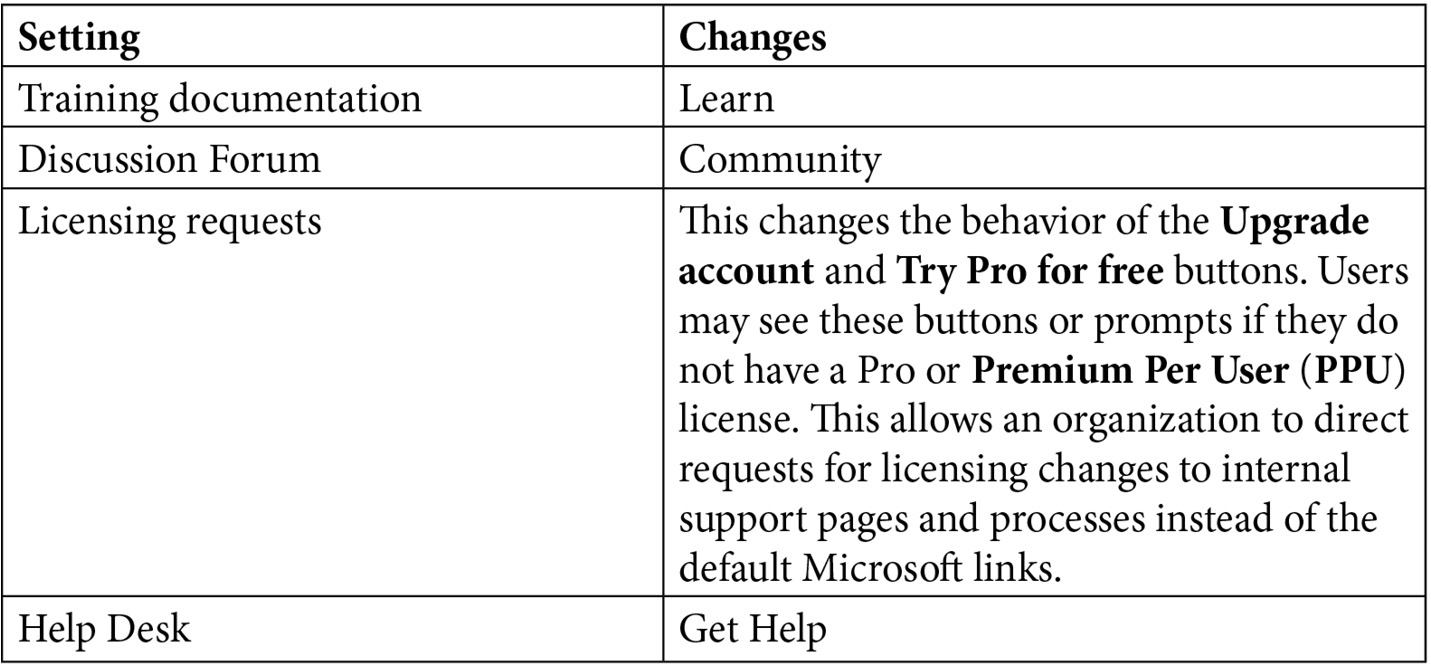 Setting
Changes
Training documentation
Learn
Discussion Forum
Community
Licensing requests
This changes the behavior of the Upgrade
account and Try Pro for free buttons. Users
may see these buttons or prompts if they do
not have a Pro or Premium Per User (PPU)
license. This allows an organization to direct
requests for licensing changes to internal
support pages and processes instead of the
default Microsoft links.
Help Desk
Get Help